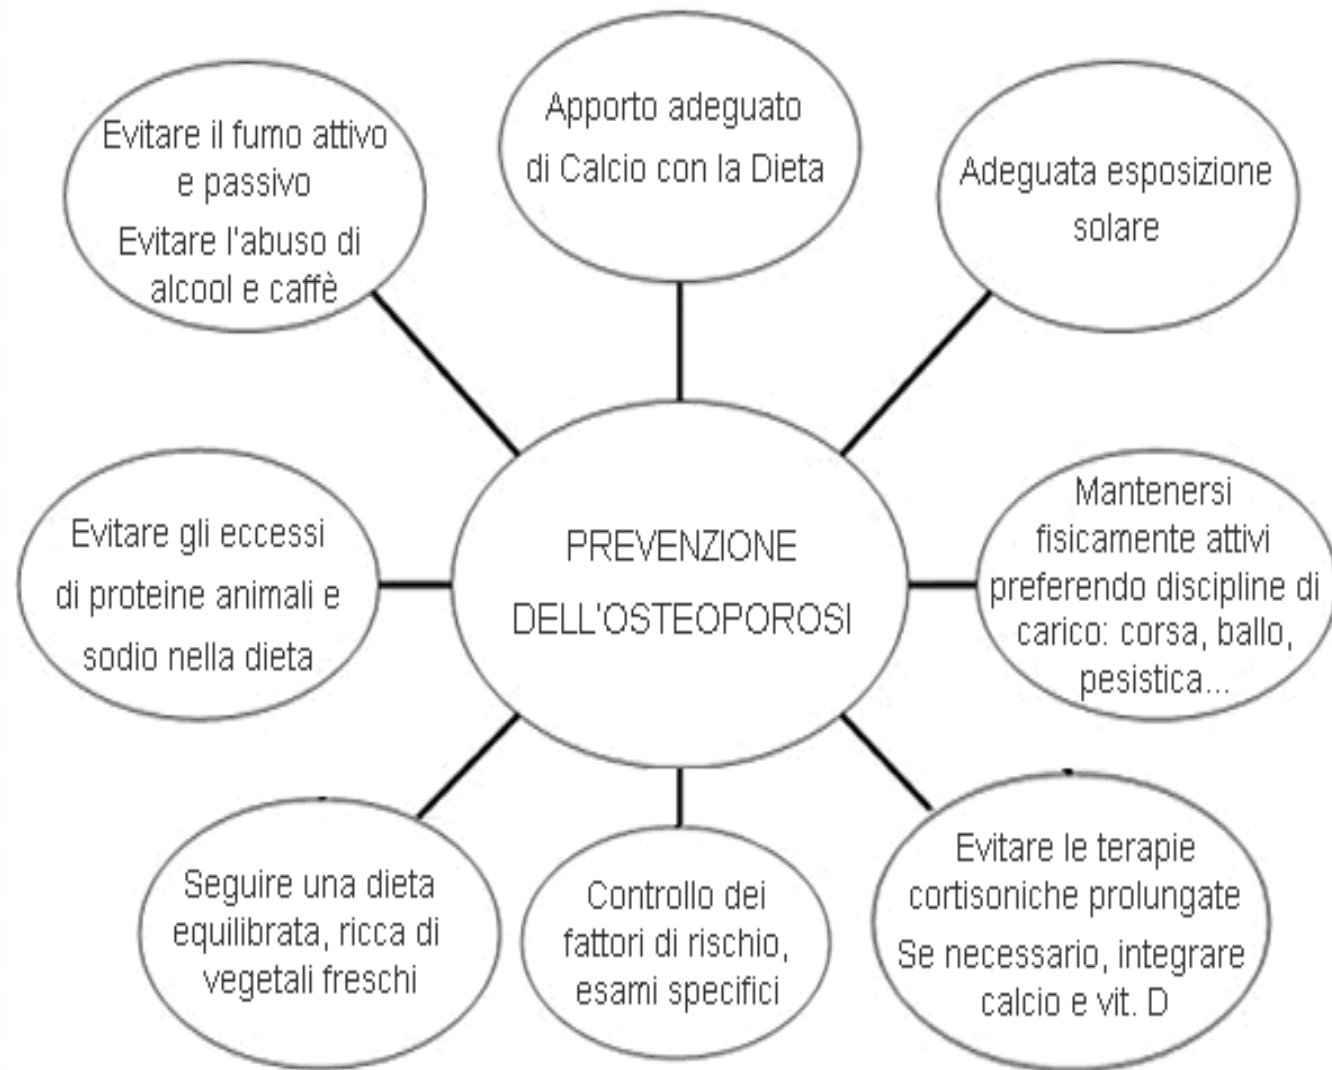 Evitare il fumo attivo
e passivo
Evitare l'abuso di
alcool e caffè
Apporto adeguato
di Calcio con la Dieta
Adeguata esposizione
solare
Evitare gli eccessi
di proteine animali e
sodio nella dieta
PREVENZIONE
DELL'OSTEOPOROSI
Mantenersi
fisicamente attivi
preferendo discipline di
carico: corsa, ballo,
pesistica...
Seguire una dieta
equilibrata, ricca di
vegetali freschi
Controllo dei
fattori di rischio,
esami specifici
Evitare le terapie
cortisoniche prolungate
Se necessario, integrare
calcio e vit. D